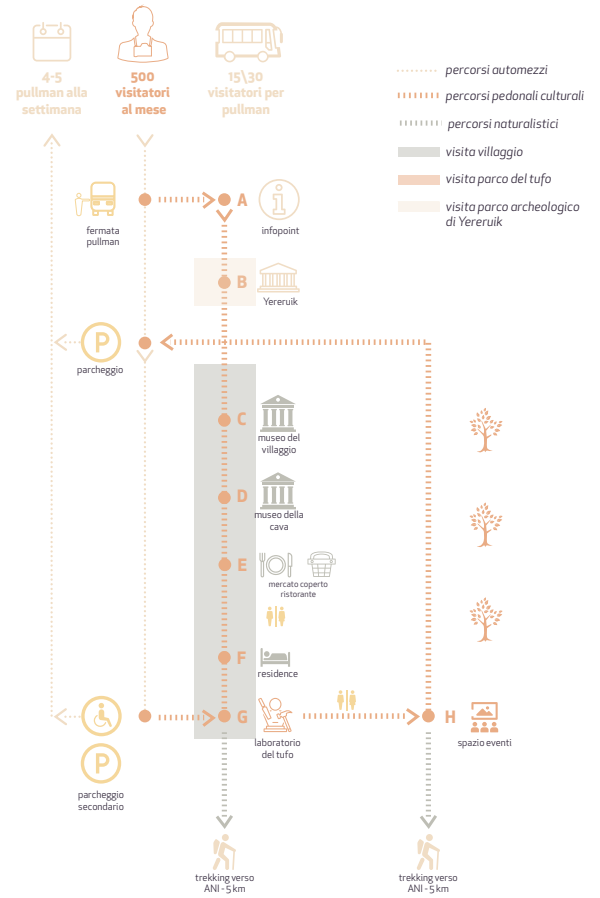 4-5
pullman alla
settimana
500
visitatori
al mese
15\30
visitatori per
pullman
percorsi automezzi
percorsi pedonali culturali
percorsi naturalistici
visita villaggio
visita parco del tufo
visita parco archeologico
di Yereruik
fermata
pullman
A
infopoint
B
Yereruik
P
parcheggio
C
museo del
villaggio
D
museo della
cava
E
mercato coperto
ristorante
F
residence
G
laboratorio
del tufo
H
spazio eventi
P
parcheggio
secondario
trekking verso
ANI - 5 km
trekking verso
ANI - 5 km